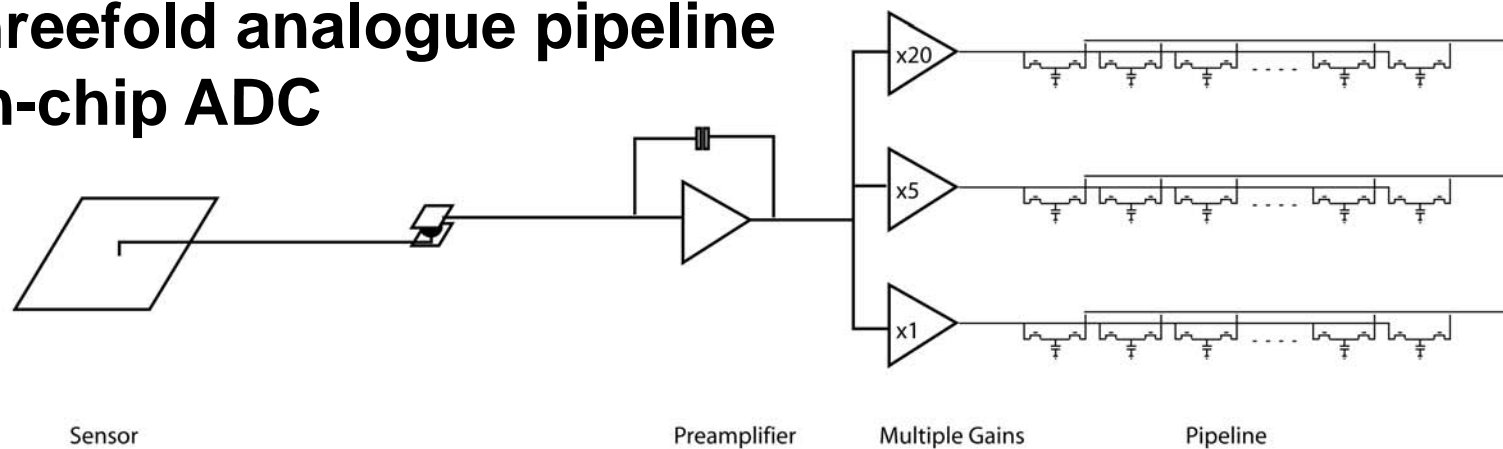 reefold analogue pipeline
-chip ADC
x20
x5
x1
Sensor
Preamplifier
Multiple Gains
Pipeline